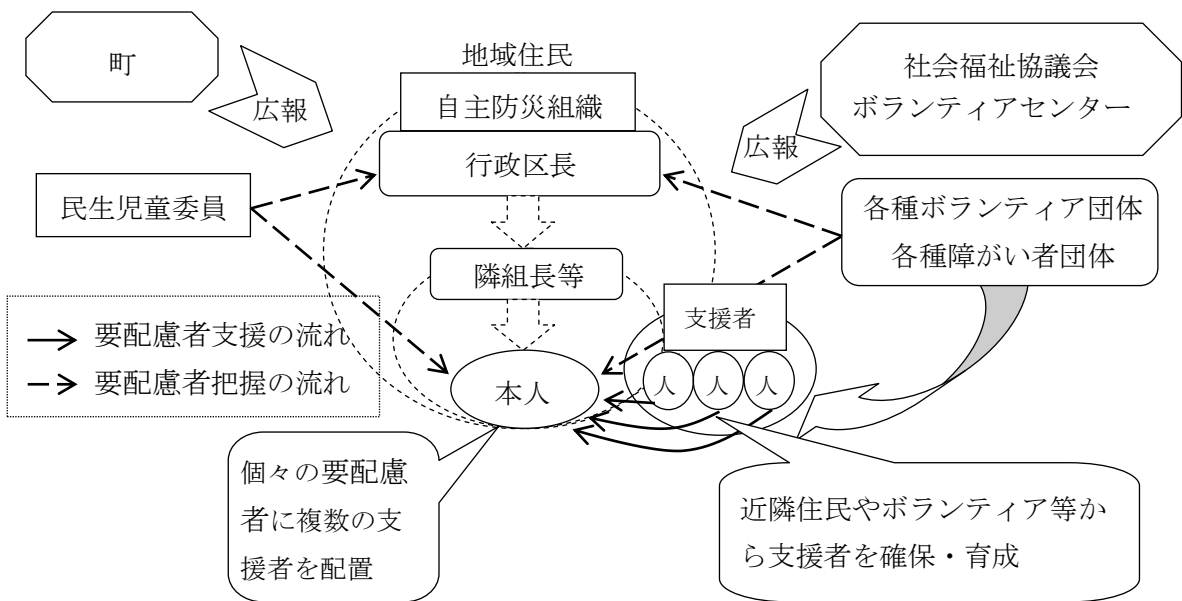 町
広報
地域住民
自主防災組織
行政区長
社会福祉協議会
ボランティアセンター
広報
民生児童委員
各種ボランティア団体
各種障がい者団体
隣組長等
支援者
要配慮者支援の流れ
要配慮者把握の流れ
本人
人
人
人
個々の要配慮
者に複数の支
援者を配置
近隣住民やボランティア等か
ら支援者を確保・育成